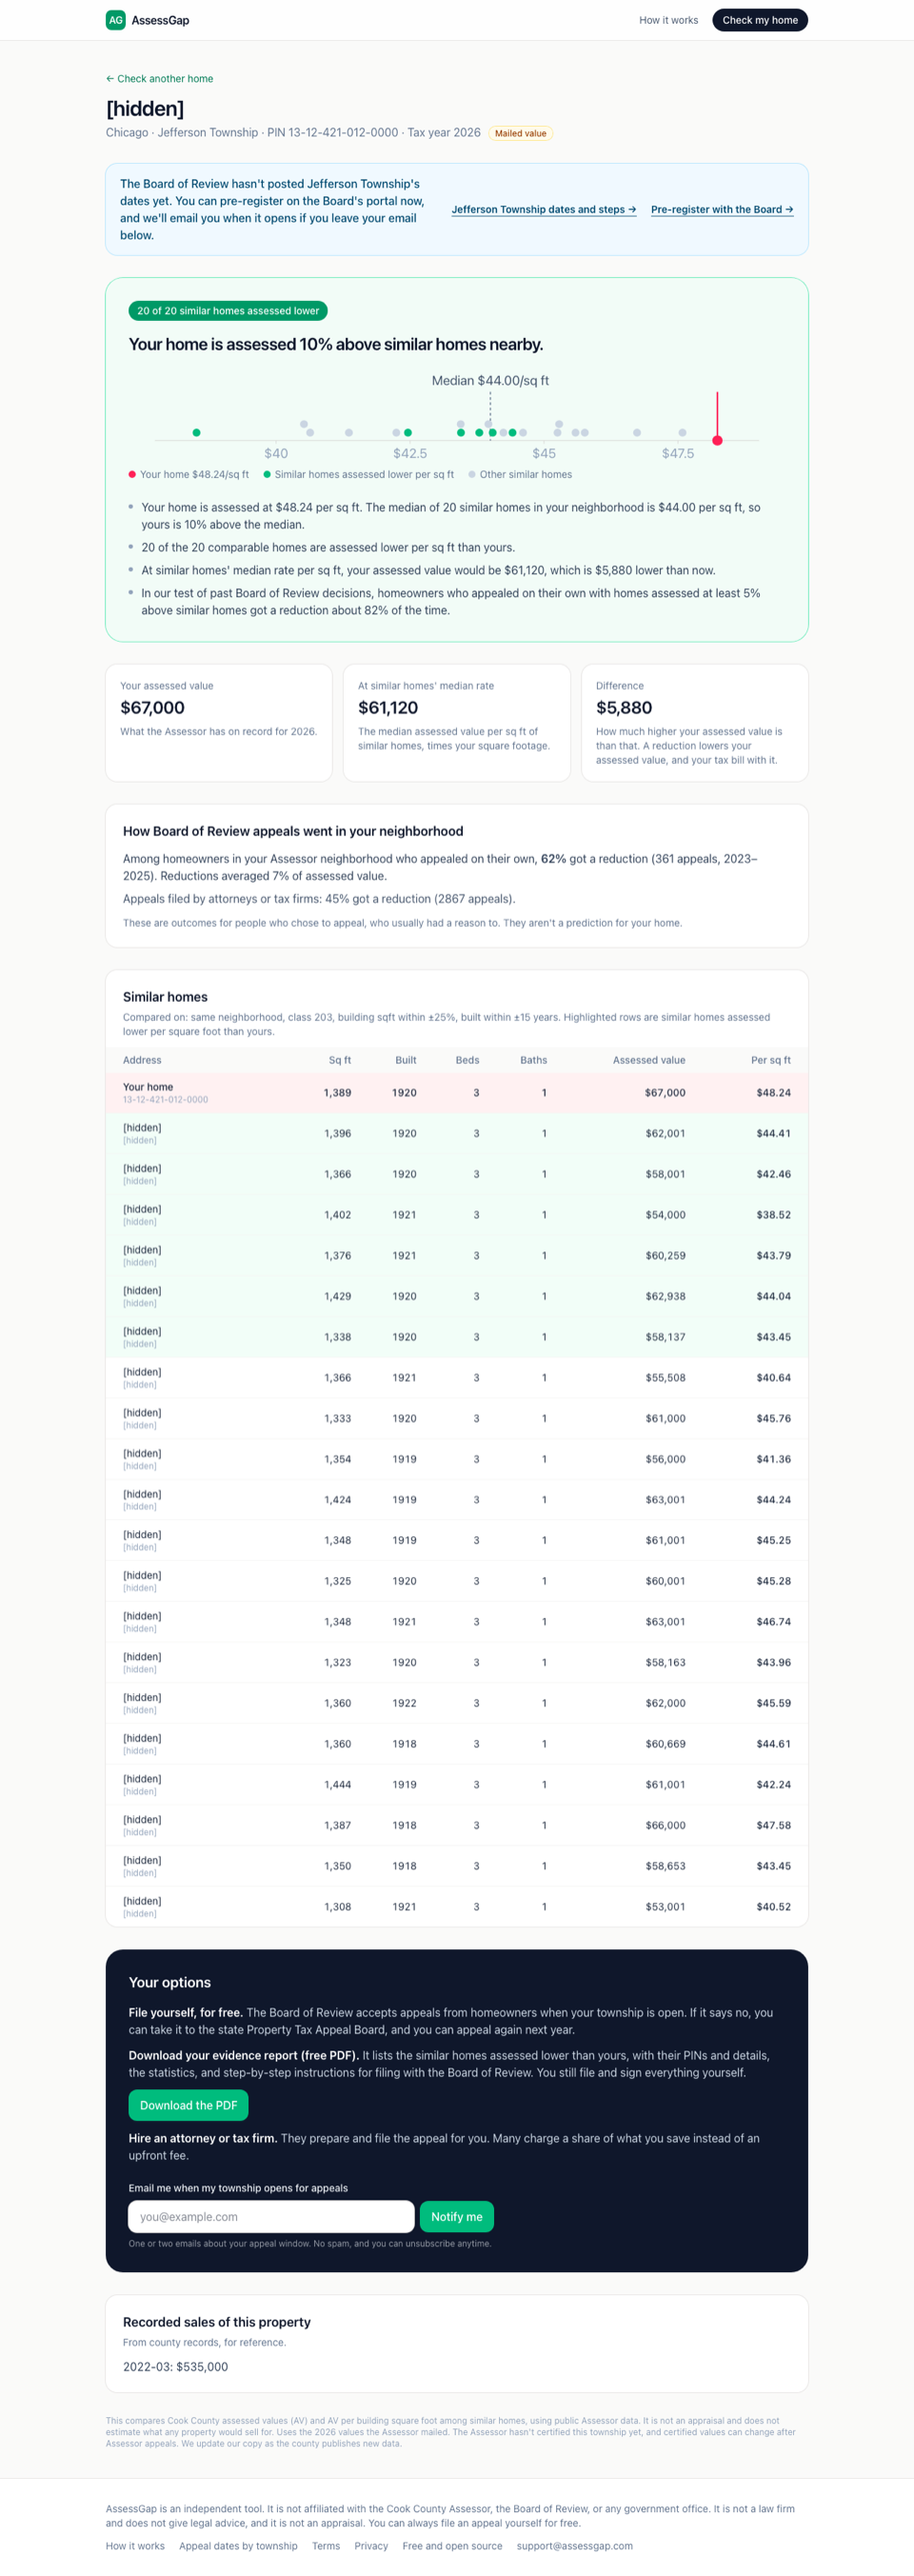 AG AssessGap
How it works
Check my home
← Check another home
[hidden]
Chicago · Jefferson Township · PIN 13-12-421-012-0000 · Tax year 2026 Mailed value
The Board of Review hasn't posted Jefferson Township's
dates yet. You can pre-register on the Board's portal now,
and we'll email you when it opens if you leave your email
below.
Jefferson Township dates and steps →
Pre-register with the Board →
20 of 20 similar homes assessed lower
Your home is assessed 10% above similar homes nearby.
Median $44.00/sq ft
$40 $42.5 $45 $47.5
Your home $48.24/sq ft Similar homes assessed lower per sq ft Other similar homes
• Your home is assessed at $48.24 per sq ft. The median of 20 similar homes in your neighborhood is $44.00 per sq ft, so
yours is 10% above the median.
• 20 of the 20 comparable homes are assessed lower per sq ft than yours.
• At similar homes' median rate per sq ft, your assessed value would be $61,120, which is $5,880 lower than now.
• In our test of past Board of Review decisions, homeowners who appealed on their own with homes assessed at least 5%
above similar homes got a reduction about 82% of the time.
Your assessed value
$67,000
What the Assessor has on record for 2026.
At similar homes' median rate
$61,120
The median assessed value per sq ft of
similar homes, times your square footage.
Difference
$5,880
How much higher your assessed value is
than that. A reduction lowers your
assessed value, and your tax bill with it.
How Board of Review appeals went in your neighborhood
Among homeowners in your Assessor neighborhood who appealed on their own, 62% got a reduction (361 appeals, 2023–
2025). Reductions averaged 7% of assessed value.
Appeals filed by attorneys or tax firms: 45% got a reduction (2867 appeals).
These are outcomes for people who chose to appeal, who usually had a reason to. They aren't a prediction for your home.
Similar homes
Compared on: same neighborhood, class 203, building sqft within ±25%, built within ±15 years. Highlighted rows are similar homes assessed
lower per square foot than yours.
Address Sq ft Built Beds Baths Assessed value Per sq ft
Your home 1,389 1920 3 1 $67,000 $48.24
13-12-421-012-0000
[hidden] 1,396 1920 3 1 $62,001 $44.41
[hidden]
[hidden] 1,366 1920 3 1 $58,001 $42.46
[hidden]
[hidden] 1,402 1921 3 1 $54,000 $38.52
[hidden]
[hidden] 1,376 1921 3 1 $60,259 $43.79
[hidden]
[hidden] 1,429 1920 3 1 $62,938 $44.04
[hidden]
[hidden] 1,338 1920 3 1 $58,137 $43.45
[hidden]
[hidden] 1,366 1921 3 1 $55,508 $40.64
[hidden]
[hidden] 1,333 1920 3 1 $61,000 $45.76
[hidden]
[hidden] 1,354 1919 3 1 $56,000 $41.36
[hidden]
[hidden] 1,424 1919 3 1 $63,001 $44.24
[hidden]
[hidden] 1,348 1919 3 1 $61,001 $45.25
[hidden]
[hidden] 1,325 1920 3 1 $60,001 $45.28
[hidden]
[hidden] 1,348 1921 3 1 $63,001 $46.74
[hidden]
[hidden] 1,323 1920 3 1 $58,163 $43.96
[hidden]
[hidden] 1,360 1922 3 1 $62,000 $45.59
[hidden]
[hidden] 1,360 1918 3 1 $60,669 $44.61
[hidden]
[hidden] 1,444 1919 3 1 $61,001 $42.24
[hidden]
[hidden] 1,387 1918 3 1 $66,000 $47.58
[hidden]
[hidden] 1,350 1918 3 1 $58,653 $43.45
[hidden]
[hidden] 1,308 1921 3 1 $53,001 $40.52
[hidden]
Your options
File yourself, for free. The Board of Review accepts appeals from homeowners when your township is open. If it says no, you
can take it to the state Property Tax Appeal Board, and you can appeal again next year.
Download your evidence report (free PDF). It lists the similar homes assessed lower than yours, with their PINs and details,
the statistics, and step-by-step instructions for filing with the Board of Review. You still file and sign everything yourself.
Download the PDF
Hire an attorney or tax firm. They prepare and file the appeal for you. Many charge a share of what you save instead of an
upfront fee.
Email me when my township opens for appeals
you@example.com
Notify me
One or two emails about your appeal window. No spam, and you can unsubscribe anytime.
Recorded sales of this property
From county records, for reference.
2022-03: $535,000
This compares Cook County assessed values (AV) and AV per building square foot among similar homes, using public Assessor data. It is not an appraisal and does not
estimate what any property would sell for. Uses the 2026 values the Assessor mailed. The Assessor hasn't certified this township yet, and certified values can change after
Assessor appeals. We update our copy as the county publishes new data.
AssessGap is an independent tool. It is not affiliated with the Cook County Assessor, the Board of Review, or any government office. It is not a law firm
and does not give legal advice, and it is not an appraisal. You can always file an appeal yourself for free.
How it works Appeal dates by township Terms Privacy Free and open source support@assessgap.com